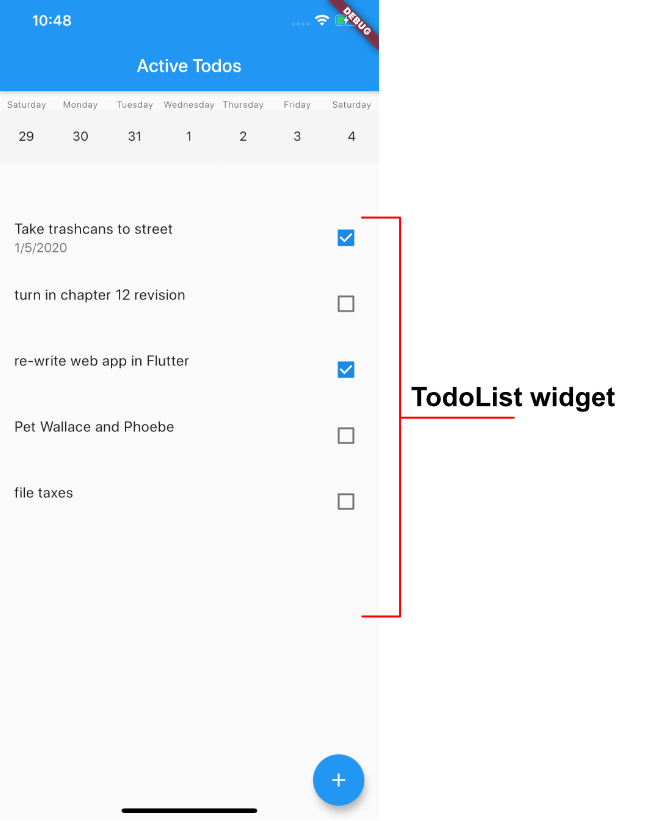 10:48
DEBUG
Active Todos
Saturday Monday Tuesday Wednesday Thursday Friday Saturday
29 30 31 1 2 3 4
Take trashcans to street
1/5/2020
turn in chapter 12 revision
re-write web app in Flutter
TodoList widget
Pet Wallace and Phoebe
file taxes